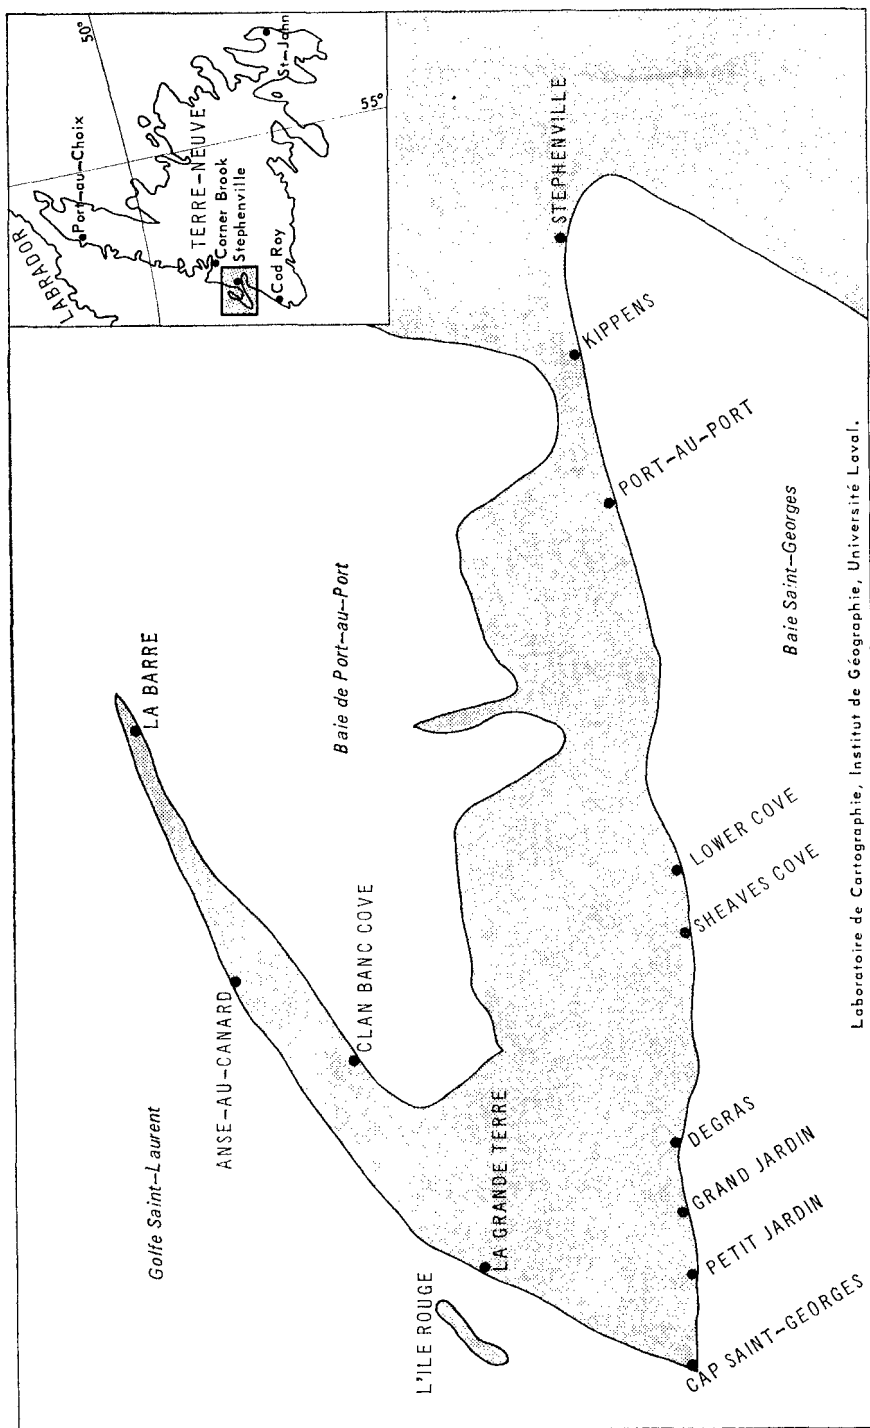 50°
LABRADOR
Port-au-Choix
TERRE-NEUVE
Corner Brook
Stephenville
Cod Roy
St-John
55°
Golfe Saint-Laurent
LA BARRE
ANSE-AU-CANARD
CLAN BANC COVE
Baie de Port-au-Port
L'ILE ROUGE
LA GRANDE TERRE
STEPHENVILLE
KIPPENS
PORT-AU-PORT
Baie Saint-Georges
LOWER COVE
SHEAVES COVE
DEGRAS
GRAND JARDIN
PETIT JARDIN
CAP SAINT-GEORGES
Laboratoire de Cartographie, Institut de Géographie, Université Laval.